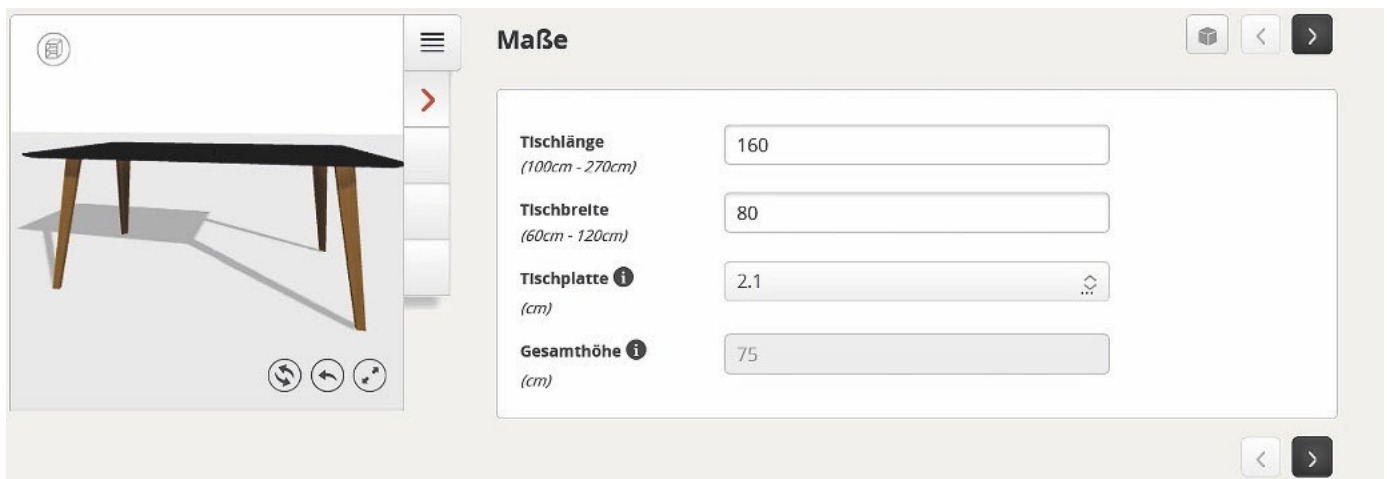 Maße
Tischlänge
160
(100cm - 270cm)
Tischbreite
80
(60cm - 120cm)
Tischplatte
2.1
(cm)
Gesamthöhe
75
(cm)